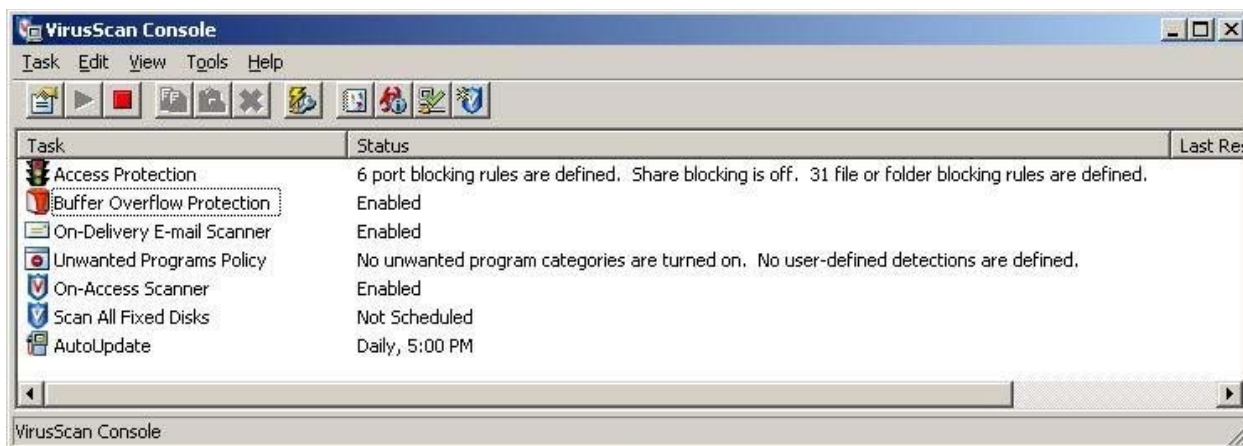 VirusScan Console
Task Edit View Tools Help
Task Status Last Re
Access Protection 6 port blocking rules are defined. Share blocking is off. 31 file or folder blocking rules are defined.
Buffer Overflow Protection Enabled
On-Delivery E-mail Scanner Enabled
Unwanted Programs Policy No unwanted program categories are turned on. No user-defined detections are defined.
On-Access Scanner Enabled
Scan All Fixed Disks Not Scheduled
AutoUpdate Daily, 5:00 PM
VirusScan Console